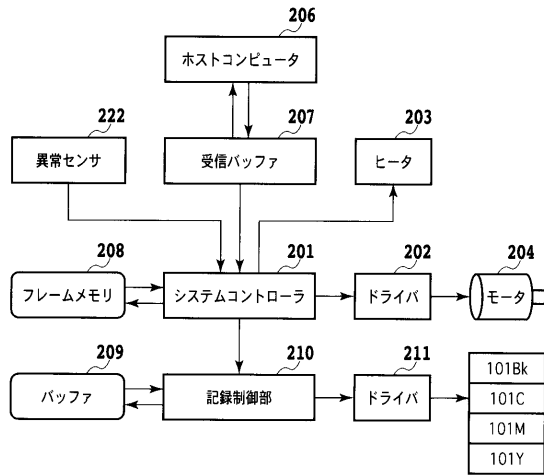 206
ホストコンピュータ
222
207
203
異常センサ
受信バッファ
ヒータ
208
201
202
204
フレームメモリ
システムコントローラ
ドライバ
モータ
209
210
211
バッファ
記録制御部
ドライバ
101Bk
101C
101M
101Y